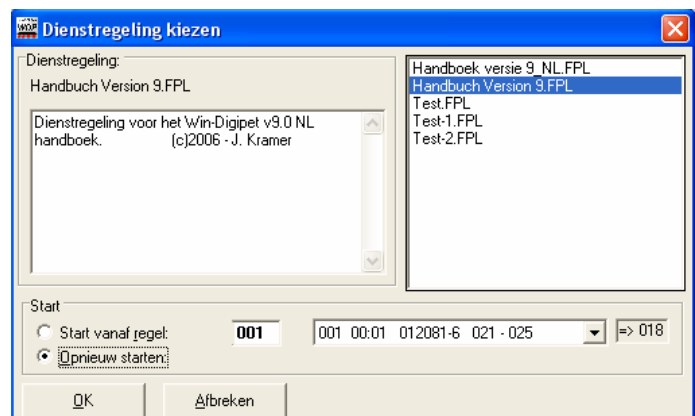 WDP Dienstregeling kiezen
Dienstregeling:
Handbuch Version 9.FPL
Dienstregeling voor het Win-Digipet v9.0 NL
handboek. (c)2006 - J. Kramer
Handboek versie 9_NL.FPL
Handbuch Version 9.FPL
Test.FPL
Test-1.FPL
Test-2.FPL
Start
Start vanaf regel: 001 001 00:01 012081-6 021 - 025 => 018
Opnieuw starten:
OK Afbreken